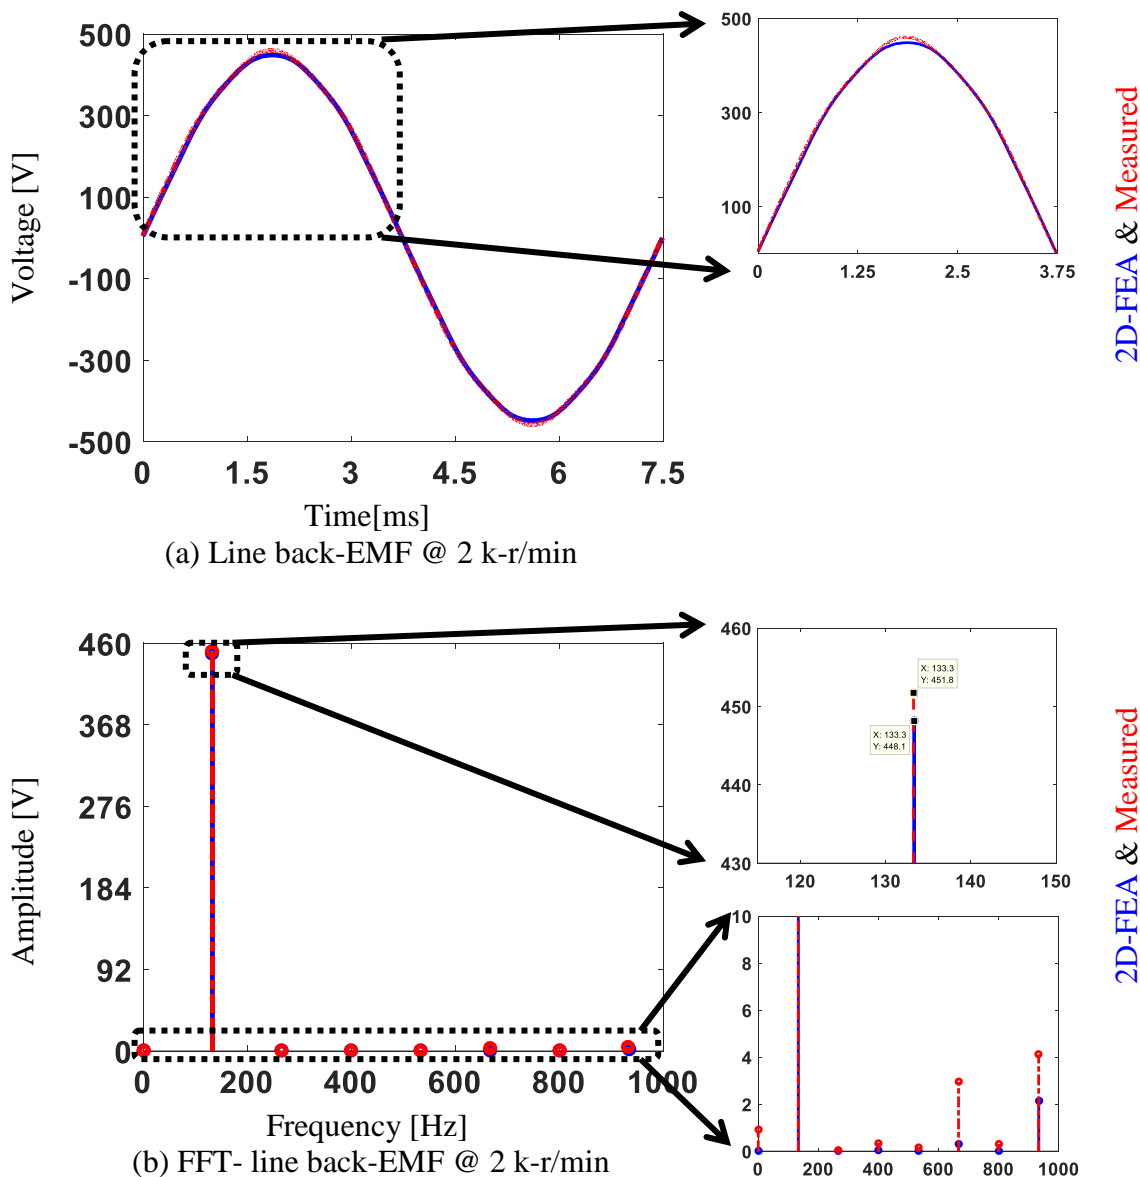 500
300
100
-100
-300
-500
Voltage [V]
0 1.5 3 4.5 6 7.5
Time[ms]
(a) Line back-EMF @ 2 k-r/min
500
300
100
0 1.25 2.5 3.75
2D-FEA & Measured
460
368
276
184
92
0
Amplitude [V]
0 200 400 600 800 1000
Frequency [Hz]
(b) FFT- line back-EMF @ 2 k-r/min
460
450
440
430
X: 133.3
Y: 451.8
X: 133.3
Y: 448.1
120 130 140 150
10
8
6
4
2
0
0 200 400 600 800 1000
2D-FEA & Measured